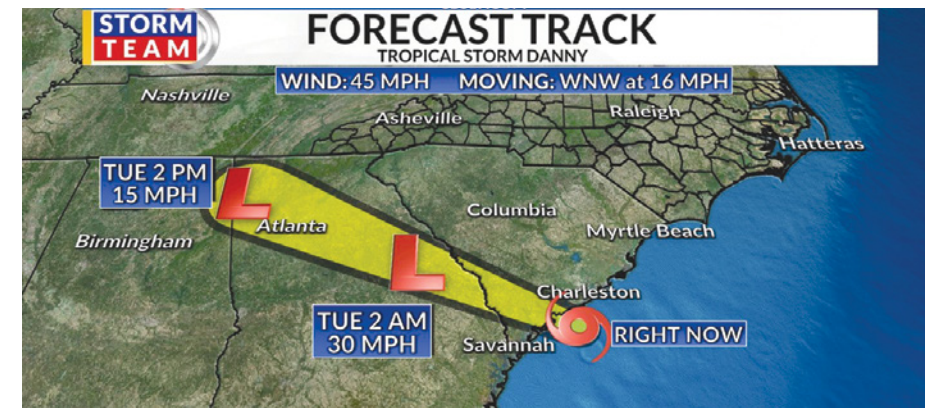 STORM
TEAM
FORECAST TRACK
TROPICAL STORM DANNY
WIND: 45 MPH MOVING: WNW at 16 MPH
Nashville
Asheville
Raleigh
Hatteras
TUE 2 PM
15 MPH
Birmingham
Atlanta
Columbia
Myrtle Beach
L
L
TUE 2 AM
30 MPH
Charleston
Savannah
RIGHT NOW